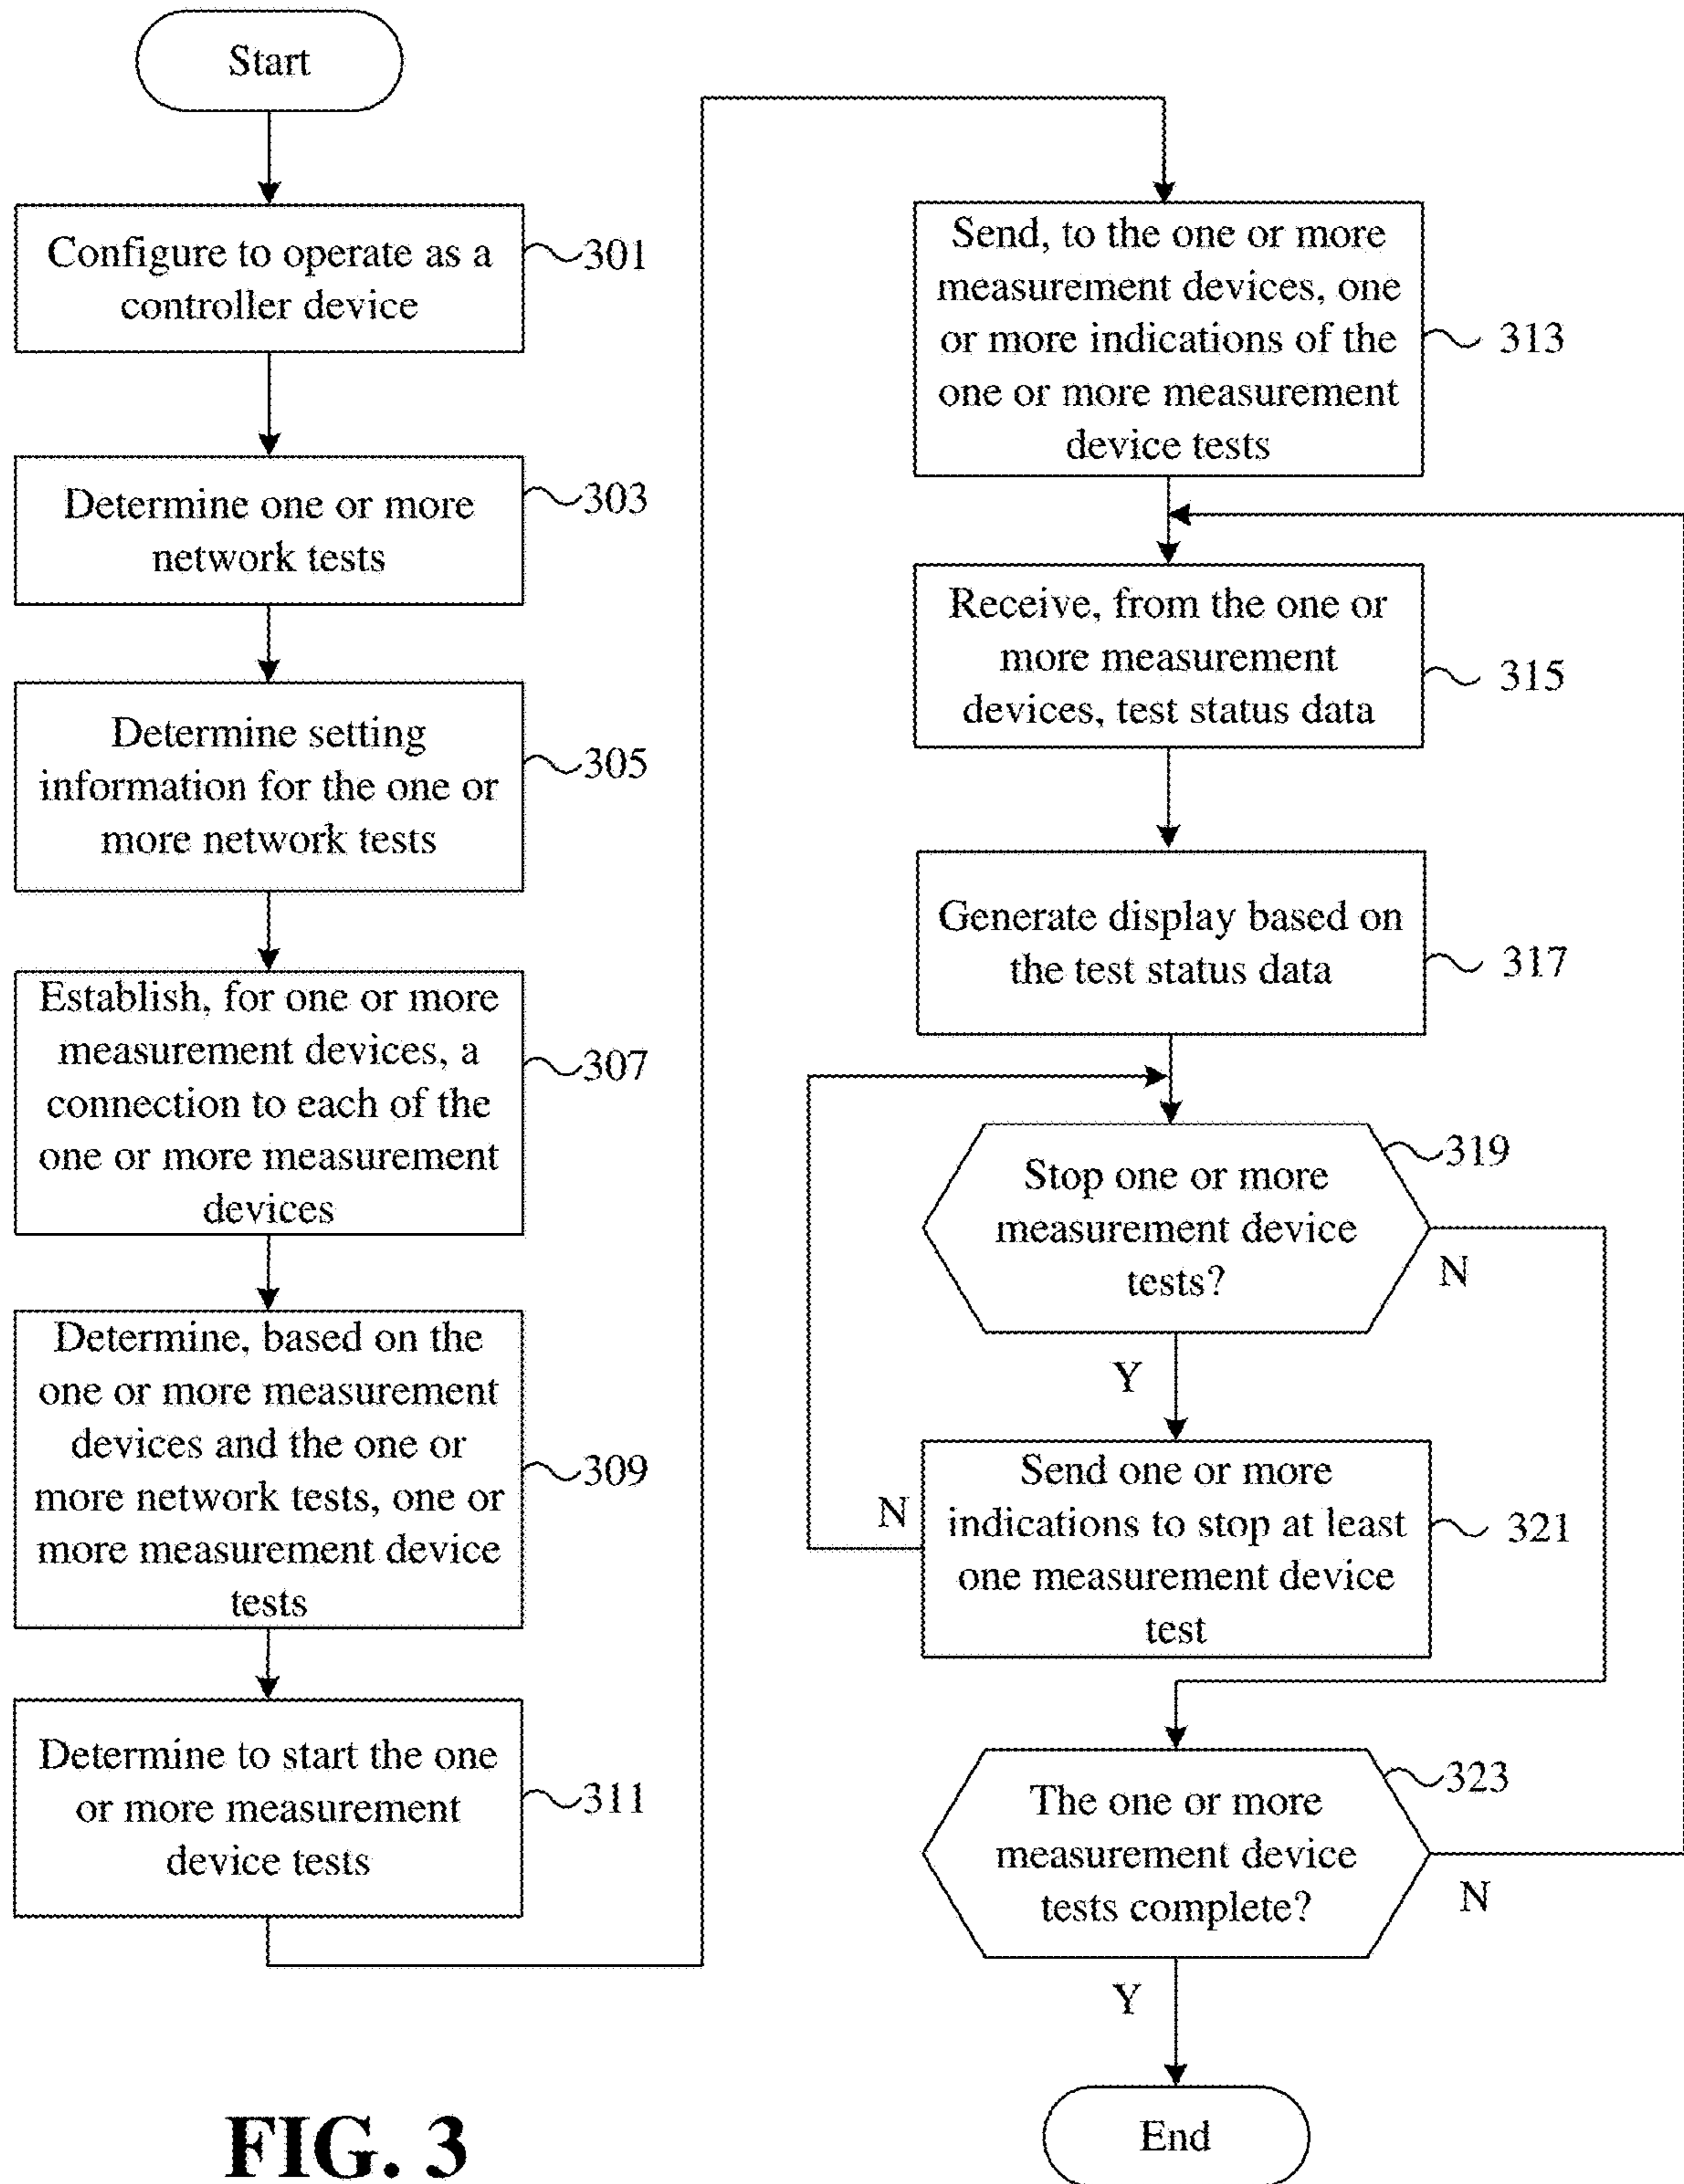 Start
Configure to operate as a
controller device
301
Determine one or more
network tests
303
Determine setting
information for the one or
more network tests
305
Establish, for one or more
measurement devices, a
connection to each of the
one or more measurement
devices
307
Determine, based on the
one or more measurement
devices and the one or
more network tests, one or
more measurement device
tests
309
Determine to start the one
or more measurement
device tests
311
Send, to the one or more
measurement devices, one
or more indications of the
one or more measurement
device tests
313
Receive, from the one or
more measurement
devices, test status data
315
Generate display based on
the test status data
317
Stop one or more
measurement device
tests?
319
N
Y
Send one or more
indications to stop at least
one measurement device
test
321
N
The one or more
measurement device
tests complete?
323
N
Y
End
FIG. 3